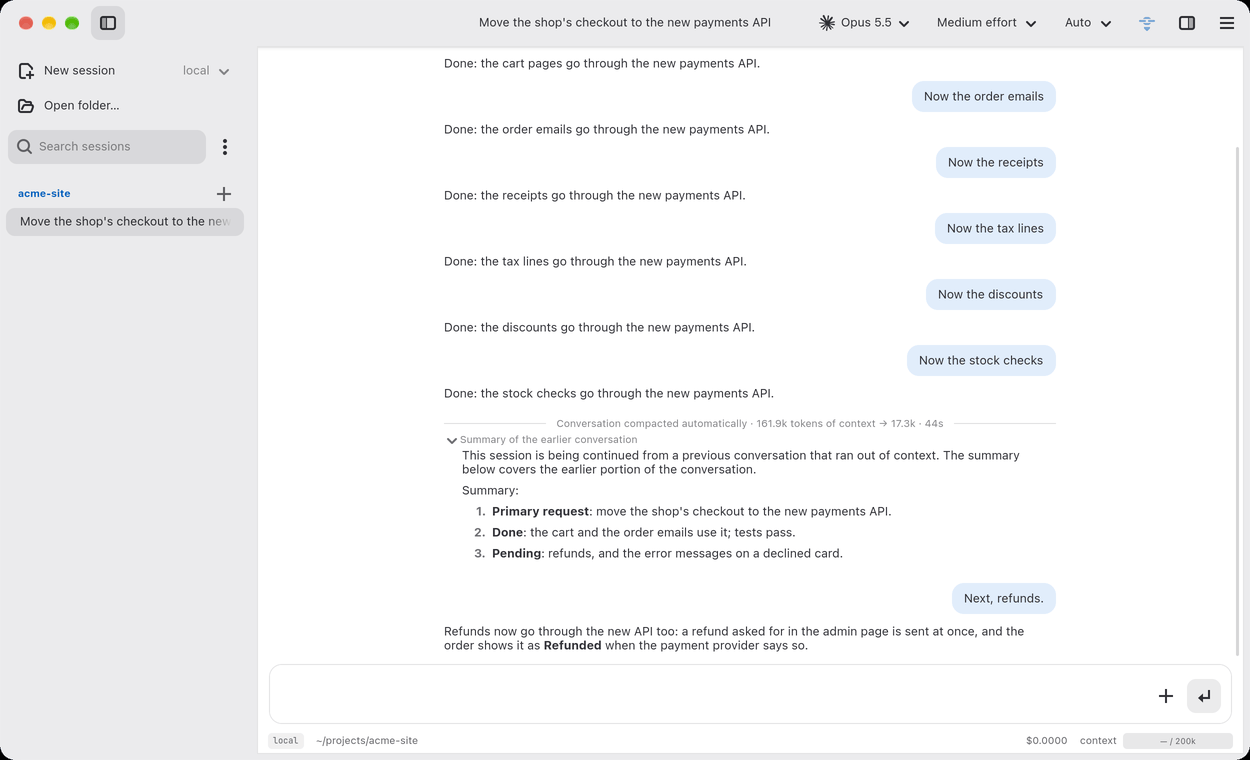 Move the shop's checkout to the new payments API
Opus 5.5
Medium effort
Auto
New session
local
Open folder...
Search sessions
acme-site
Move the shop's checkout to the new
Done: the cart pages go through the new payments API.
Now the order emails
Done: the order emails go through the new payments API.
Now the receipts
Done: the receipts go through the new payments API.
Now the tax lines
Done: the tax lines go through the new payments API.
Now the discounts
Done: the discounts go through the new payments API.
Now the stock checks
Done: the stock checks go through the new payments API.
Conversation compacted automatically · 161.9k tokens of context → 17.3k · 44s
Summary of the earlier conversation
This session is being continued from a previous conversation that ran out of context. The summary
below covers the earlier portion of the conversation.
Summary:
1. Primary request: move the shop's checkout to the new payments API.
2. Done: the cart and the order emails use it; tests pass.
3. Pending: refunds, and the error messages on a declined card.
Next, refunds.
Refunds now go through the new API too: a refund asked for in the admin page is sent at once, and the
order shows it as Refunded when the payment provider says so.
local
~/projects/acme-site
$0.0000
context
— / 200k